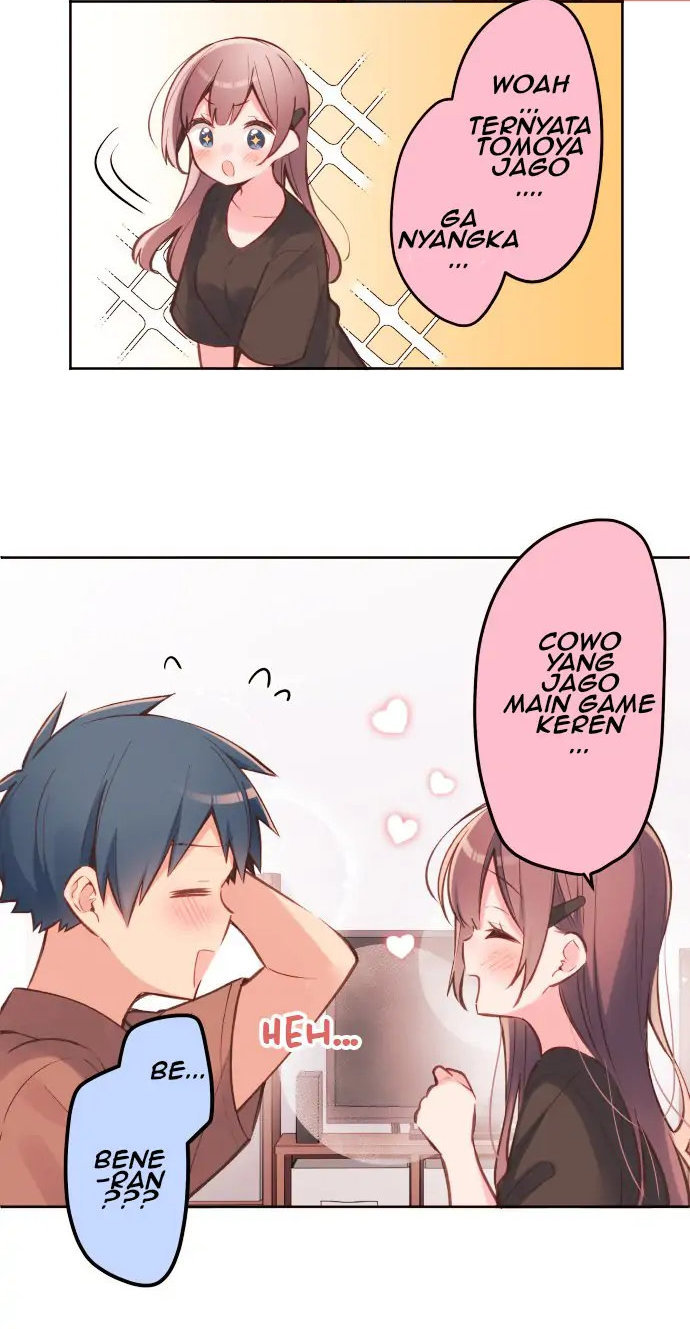 WOAH
...
TERNYATA
TOMOYA
JAGO
....
GA
NYANGKA
...
COWO
YANG
JAGO
MAIN GAME
KEREN
...
HEH...
BE...
BENE
-RAN
???